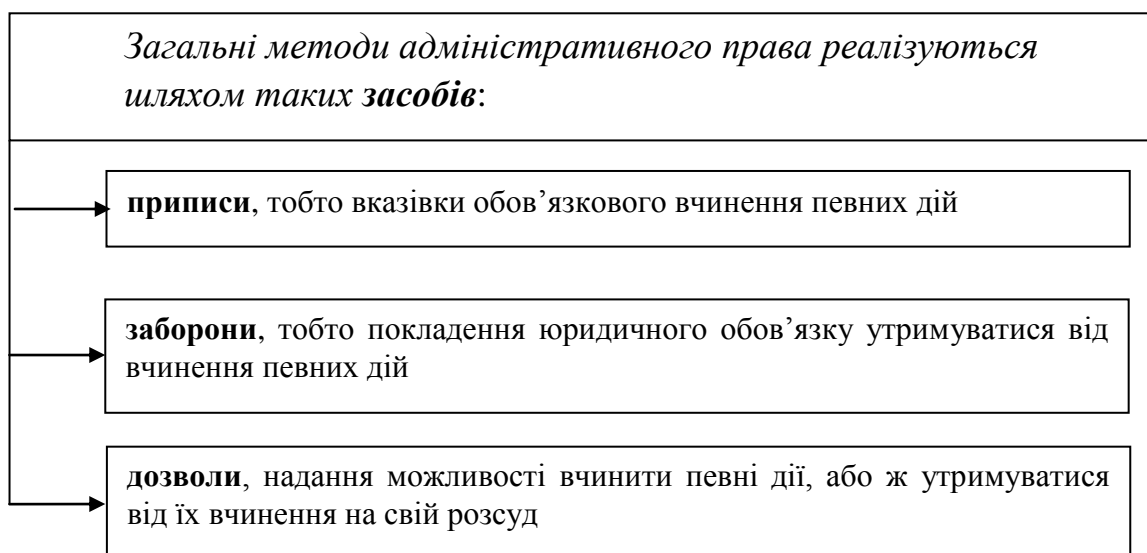 Загальні методи адміністративного права реалізуються
шляхом таких засобів:
приписи, тобто вказівки обов’язкового вчинення певних дій
заборони, тобто покладення юридичного обов’язку утримуватися від
вчинення певних дій
дозволи, надання можливості вчинити певні дії, або ж утримуватися
від їх вчинення на свій розсуд